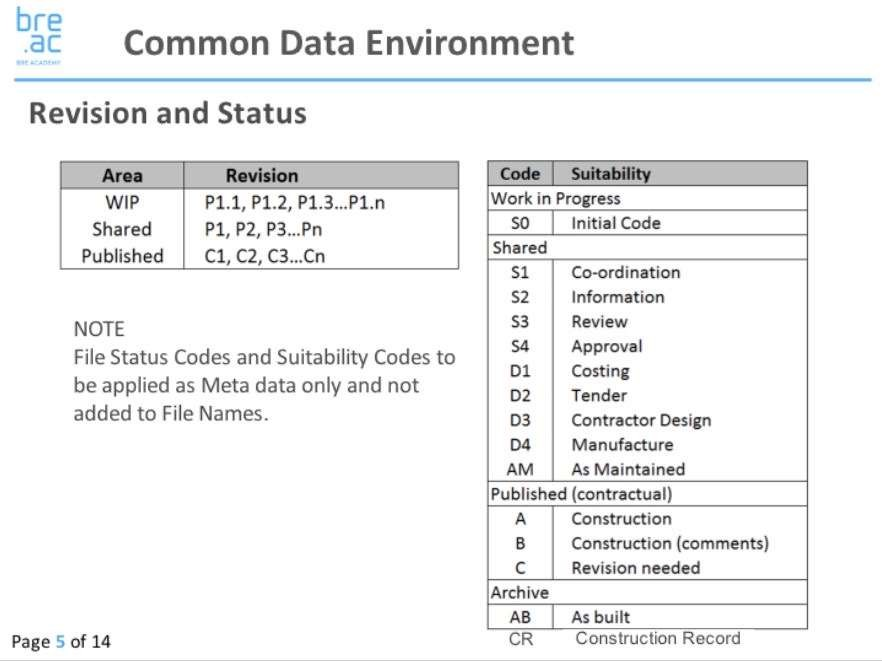 bre
.ac
BRE ACADEMY
Common Data Environment
Revision and Status
Area Revision
WIP P1.1, P1.2, P1.3...P1.n
Shared P1, P2, P3...Pn
Published C1, C2, C3...Cn
NOTE
File Status Codes and Suitability Codes to
be applied as Meta data only and not
added to File Names.
Code Suitability
Work in Progress
S0 Initial Code
Shared
S1 Co-ordination
S2 Information
S3 Review
S4 Approval
D1 Costing
D2 Tender
D3 Contractor Design
D4 Manufacture
AM As Maintained
Published (contractual)
A Construction
B Construction (comments)
C Revision needed
Archive
AB As built
CR Construction Record
Page 5 of 14